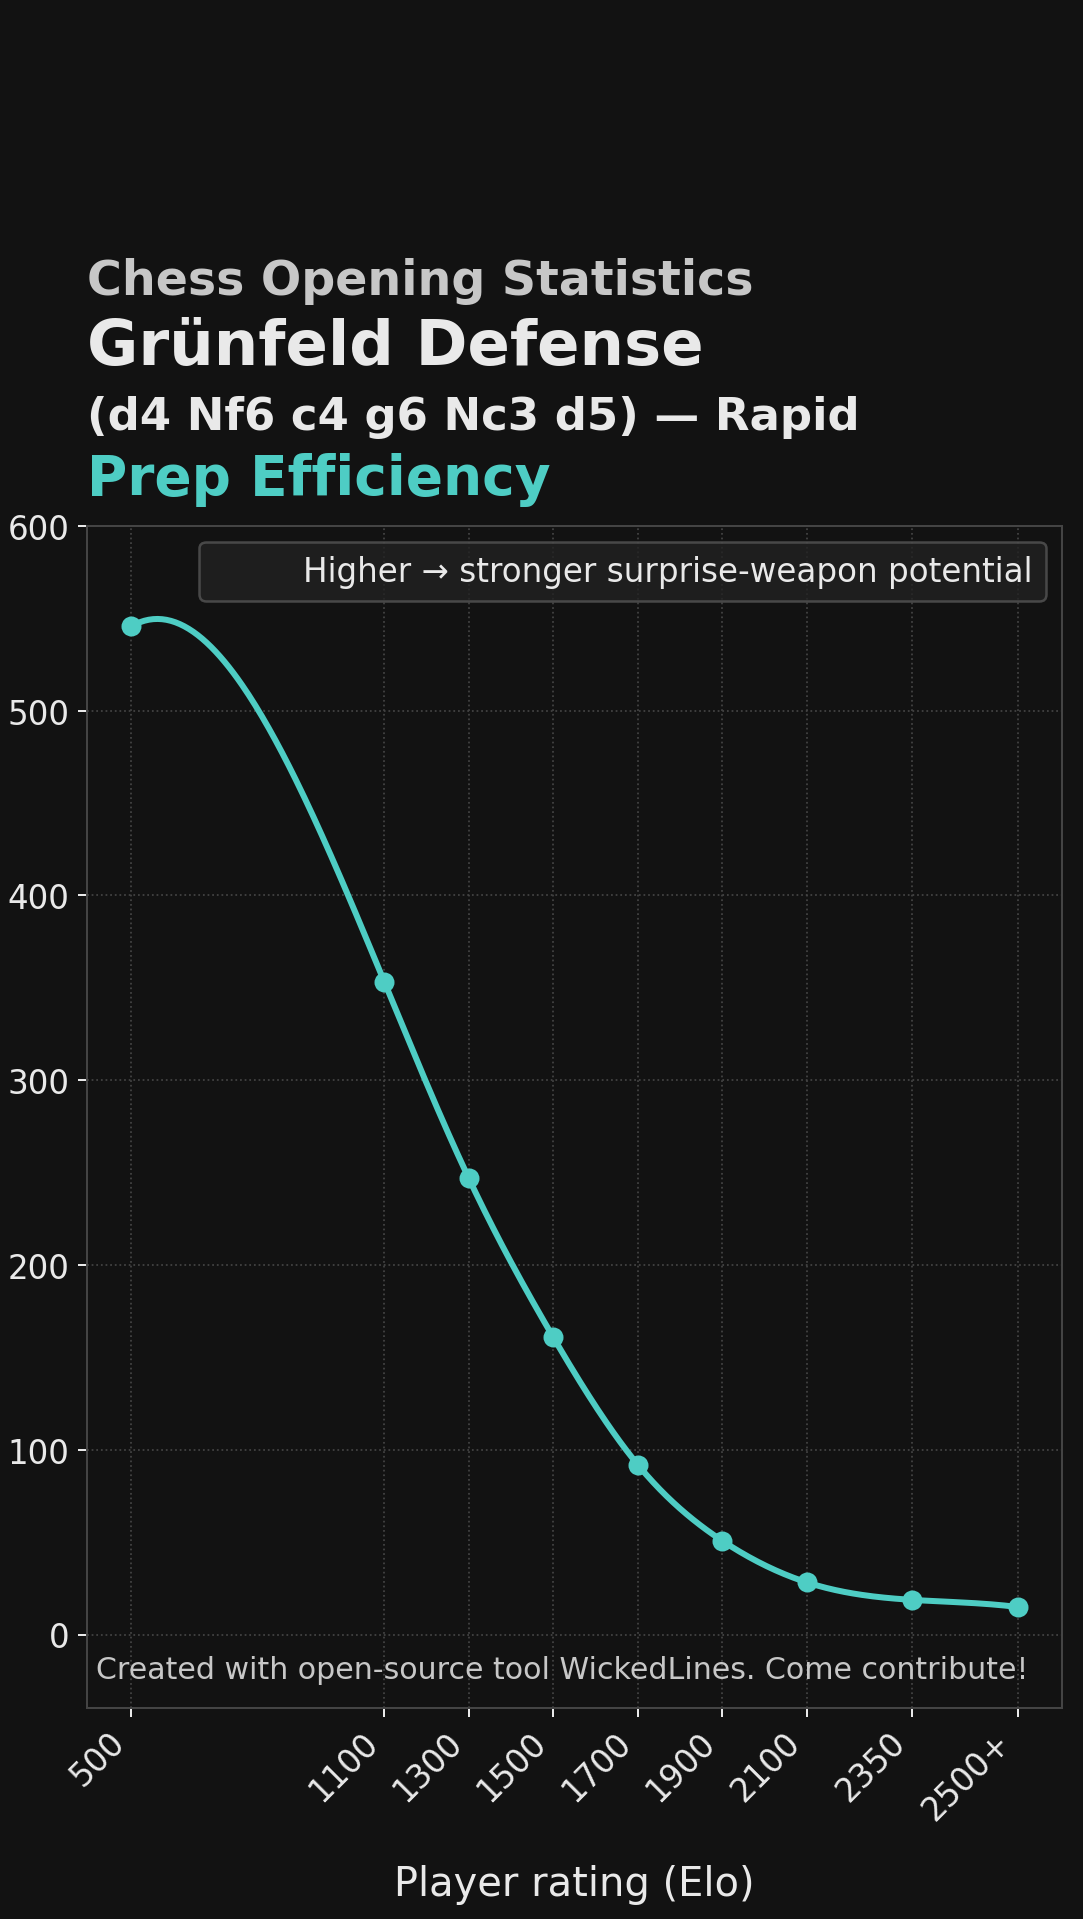 Chess Opening Statistics
Grünfeld Defense
(d4 Nf6 c4 g6 Nc3 d5) — Rapid
Prep Efficiency
600
Higher → stronger surprise-weapon potential
500
400
300
200
100
0
Created with open-source tool WickedLines. Come contribute!
500 1100 1300 1500 1700 1900 2100 2350 2500+
Player rating (Elo)